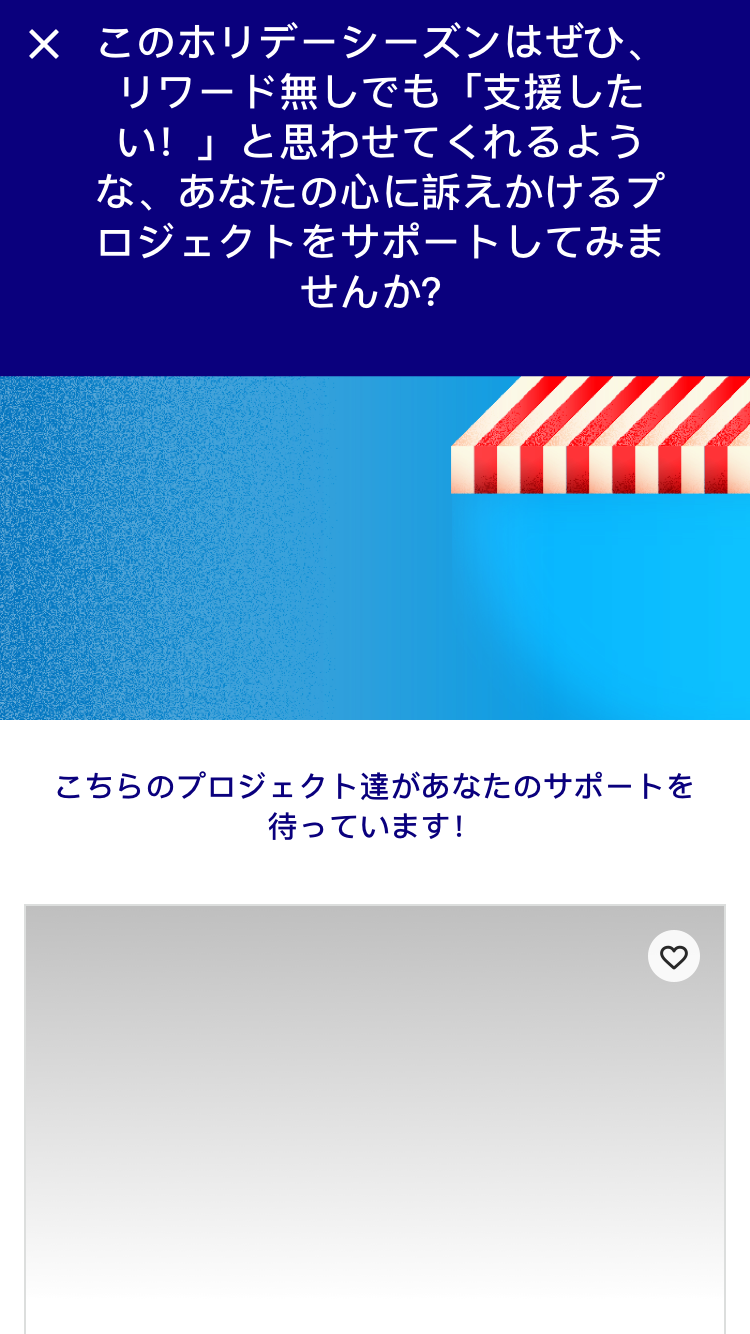 このホリデーシーズンはぜひ、
リワード無しでも「支援した
い！」と思わせてくれるよう
な、あなたの心に訴えかけるプ
ロジェクトをサポートしてみま
せんか?
こちらのプロジェクト達があなたのサポートを
待っています！